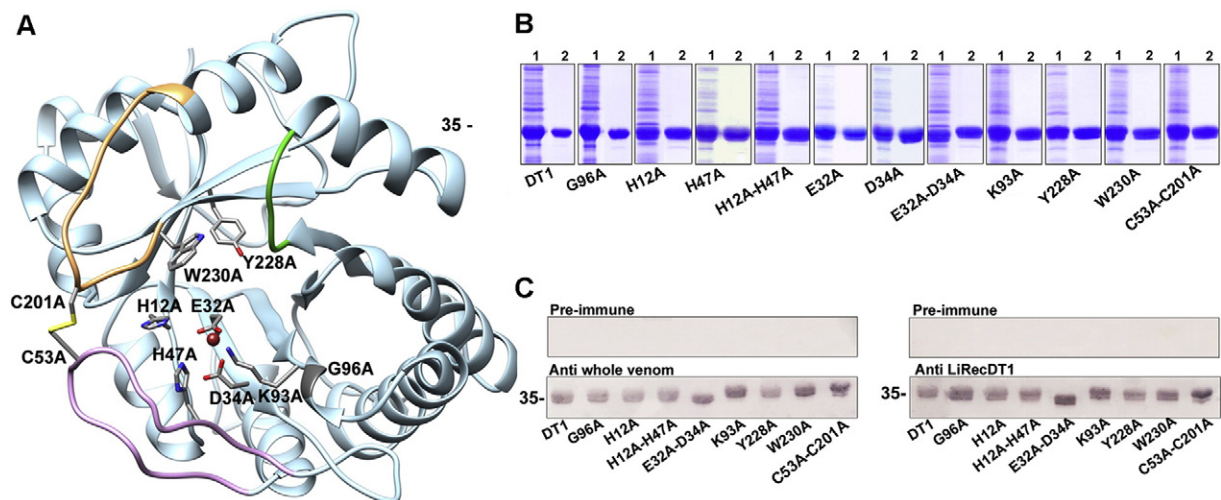 A
C201A
C53A
W230A
Y228A
H12A
E32A
H47A
D34A
K93A
G96A
B
35 -
1 2 1 2 1 2 1 2 1 2 1 2 1 2 1 2 1 2 1 2 1 2 1 2
DT1 G96A H12A H47A H12A-H47A E32A D34A E32A-D34A K93A Y228A W230A C53A-C201A
C
Pre-immune
Anti whole venom
35-
DT1 G96A H12A H12A-H47A E32A-D34A K93A Y228A W230A C53A-C201A
Pre-immune
Anti LiRecDT1
35-
DT1 G96A H12A H12A-H47A E32A-D34A K93A Y228A W230A C53A-C201A